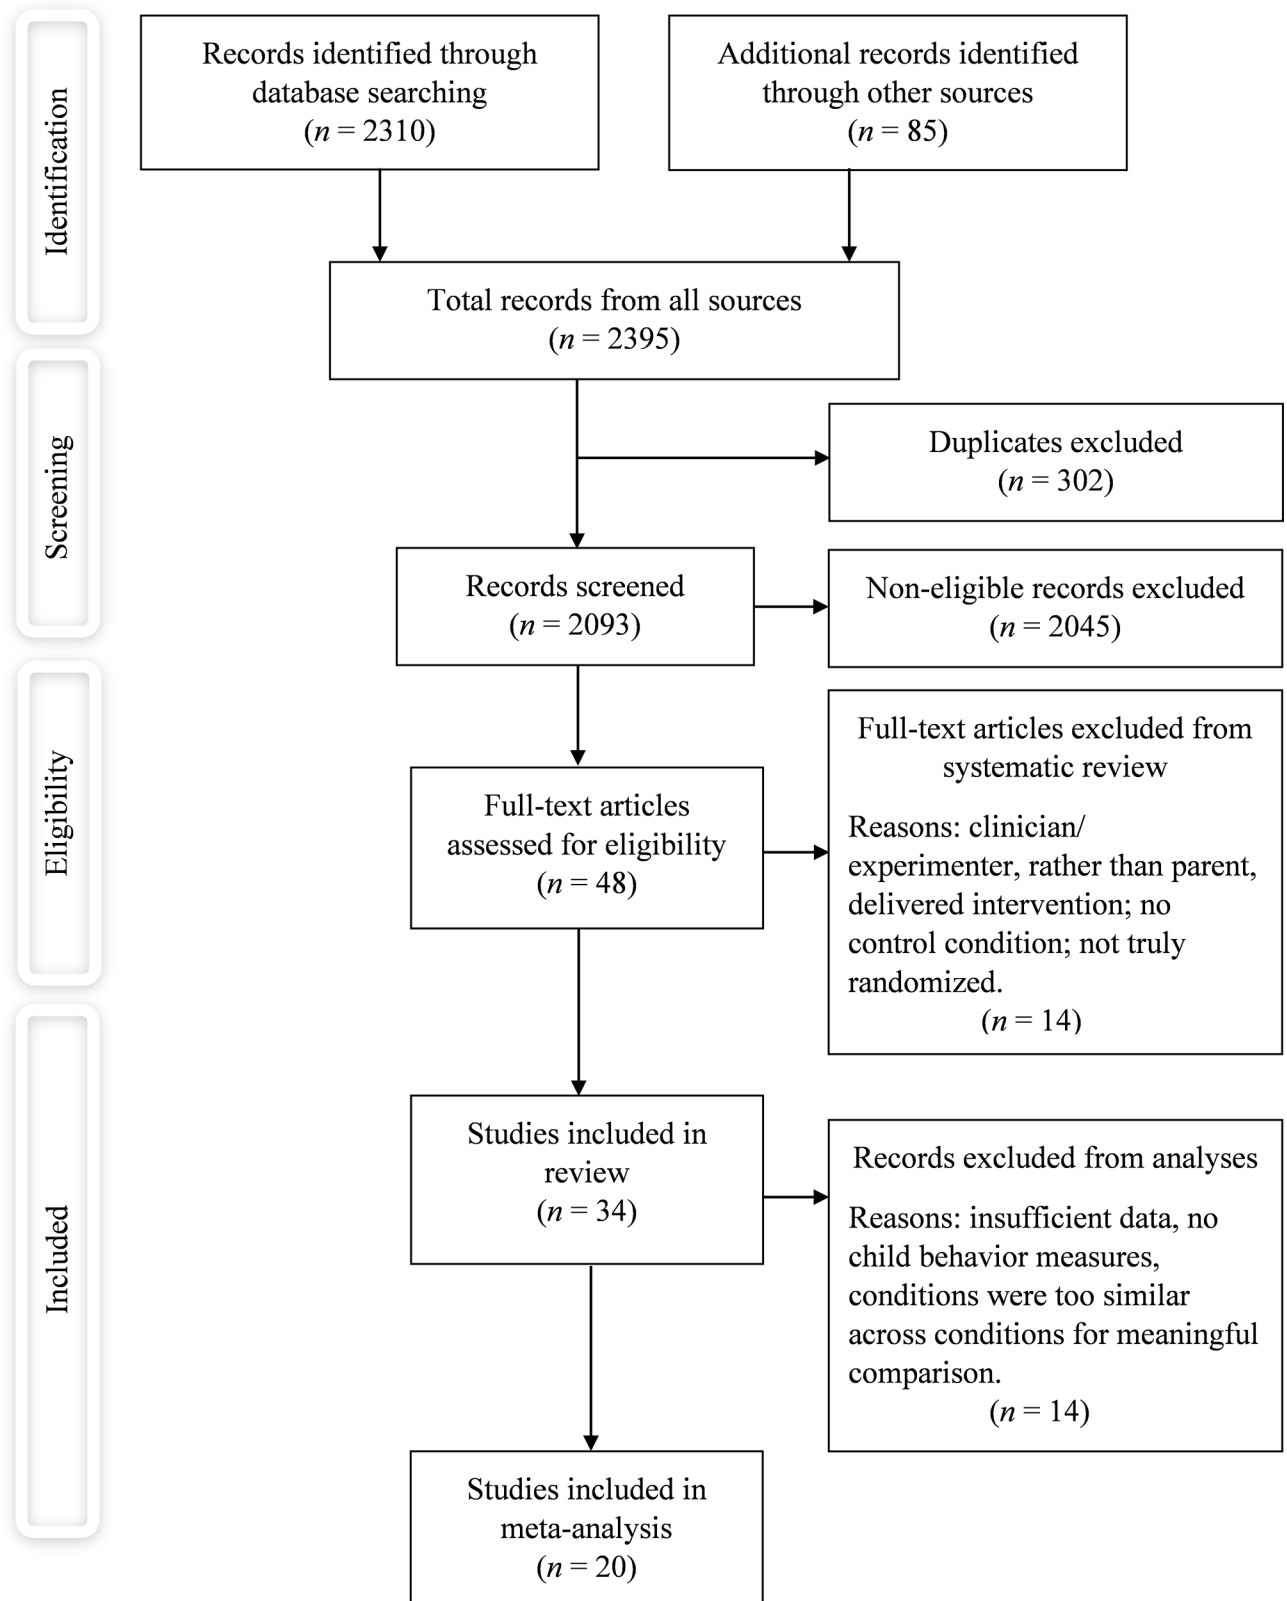 Identification
Records identified through
database searching
(n = 2310)
Additional records identified
through other sources
(n = 85)
Total records from all sources
(n = 2395)
Screening
Duplicates excluded
(n = 302)
Records screened
(n = 2093)
Non-eligible records excluded
(n = 2045)
Eligibility
Full-text articles
assessed for eligibility
(n = 48)
Full-text articles excluded from
systematic review
Reasons: clinician/
experimenter, rather than parent,
delivered intervention; no
control condition; not truly
randomized.
(n = 14)
Included
Studies included in
review
(n = 34)
Records excluded from analyses
Reasons: insufficient data, no
child behavior measures,
conditions were too similar
across conditions for meaningful
comparison.
(n = 14)
Studies included in
meta-analysis
(n = 20)